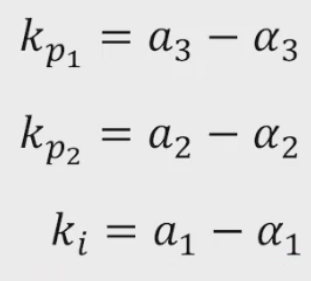 k_{p_1} = a_3 − α_3
k_{p_2} = a_2 − α_2
k_i = a_1 − α_1